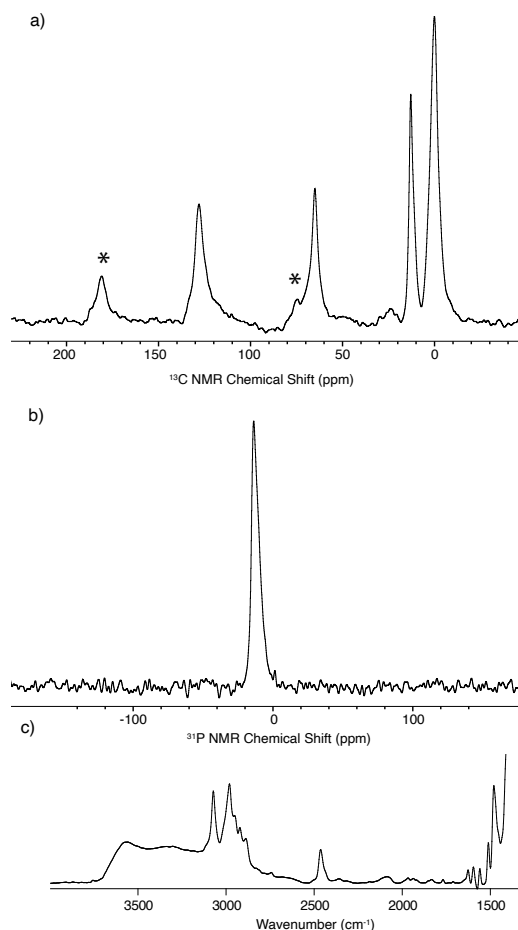 a)
*
*
200 150 100 50 0
¹³C NMR Chemical Shift (ppm)
b)
-100 0 100
³¹P NMR Chemical Shift (ppm)
c)
3500 3000 2500 2000 1500
Wavenumber (cm⁻¹)